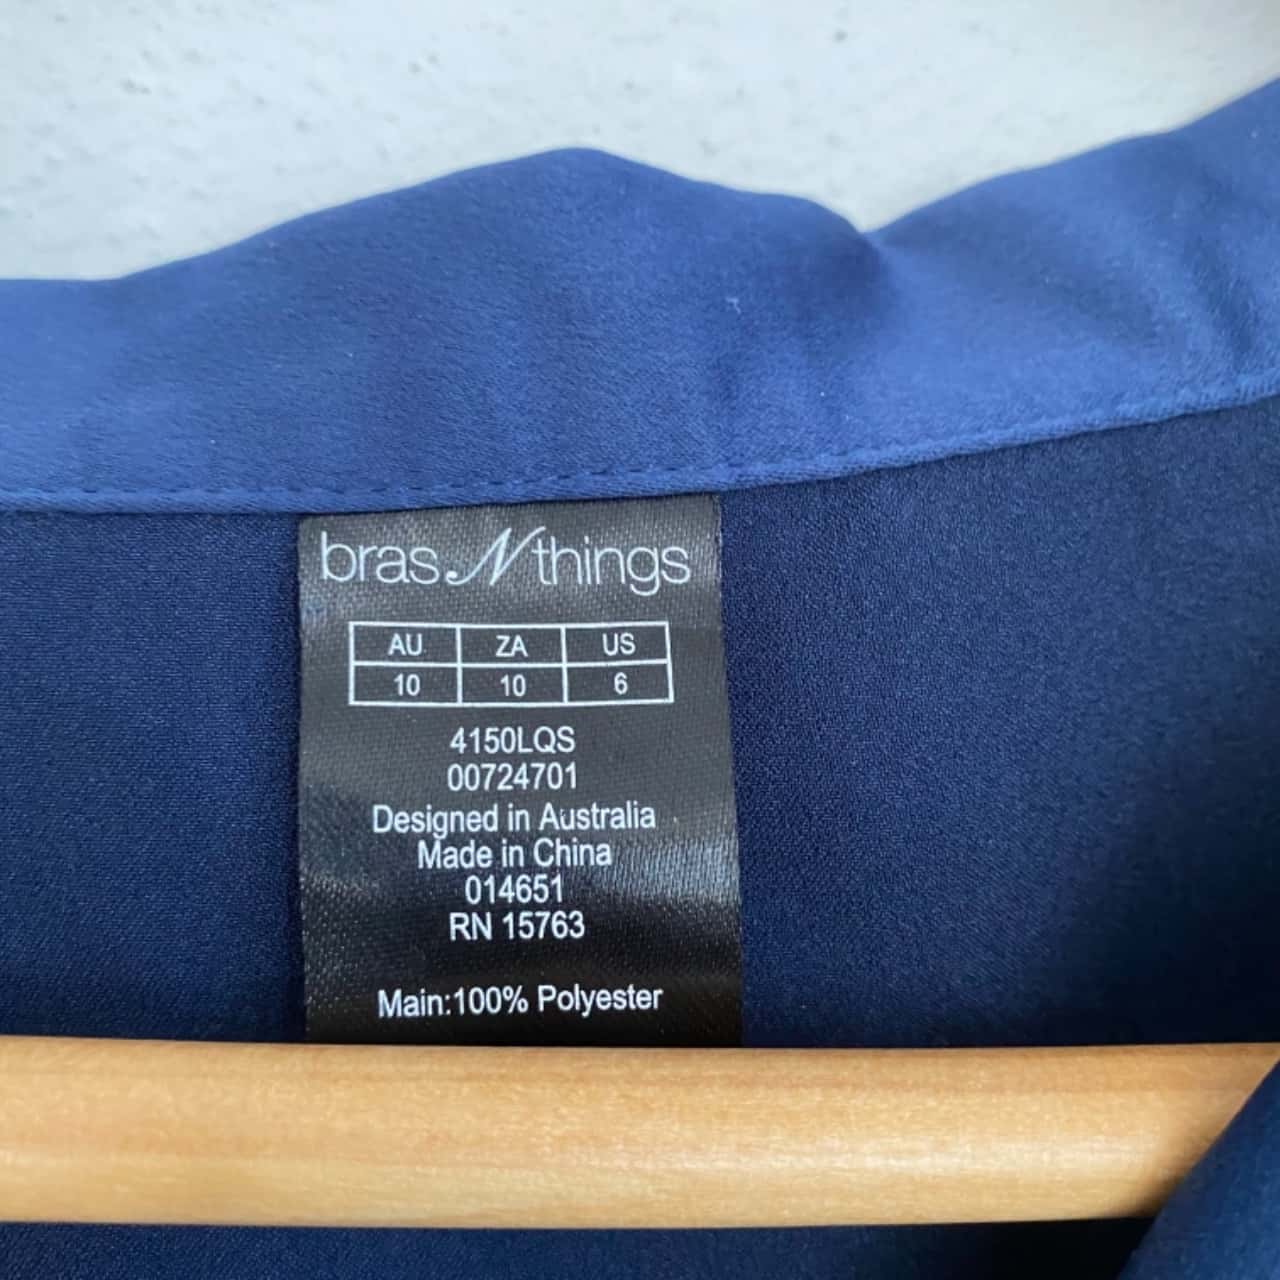 bras N things
AU ZA US
10 10 6
4150LQS
00724701
Designed in Australia
Made in China
014651
RN 15763
Main:100% Polyester